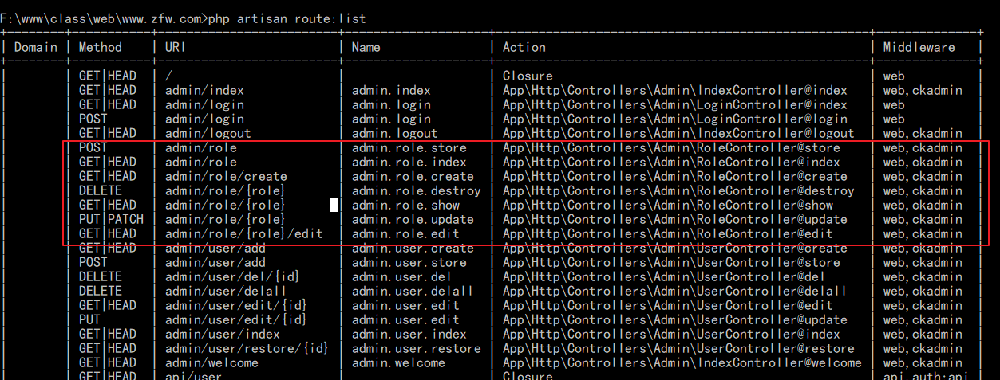 F:\www\class\web\www.zfw.com>php artisan route:list
| Domain | Method | URI | Name | Action | Middleware |
| | GET|HEAD | / | | Closure | web |
| | GET|HEAD | admin/index | admin.index | App\Http\Controllers\Admin\IndexController@index | web,ckadmin |
| | GET|HEAD | admin/login | admin.login | App\Http\Controllers\Admin\LoginController@index | web |
| | POST | admin/login | admin.login | App\Http\Controllers\Admin\LoginController@login | web |
| | GET|HEAD | admin/logout | admin.logout | App\Http\Controllers\Admin\IndexController@logout | web,ckadmin |
| | POST | admin/role | admin.role.store | App\Http\Controllers\Admin\RoleController@store | web,ckadmin |
| | GET|HEAD | admin/role | admin.role.index | App\Http\Controllers\Admin\RoleController@index | web,ckadmin |
| | GET|HEAD | admin/role/create | admin.role.create | App\Http\Controllers\Admin\RoleController@create | web,ckadmin |
| | DELETE | admin/role/{role} | admin.role.destroy | App\Http\Controllers\Admin\RoleController@destroy | web,ckadmin |
| | GET|HEAD | admin/role/{role} | admin.role.show | App\Http\Controllers\Admin\RoleController@show | web,ckadmin |
| | PUT|PATCH | admin/role/{role} | admin.role.update | App\Http\Controllers\Admin\RoleController@update | web,ckadmin |
| | GET|HEAD | admin/role/{role}/edit | admin.role.edit | App\Http\Controllers\Admin\RoleController@edit | web,ckadmin |
| | GET|HEAD | admin/user/add | admin.user.create | App\Http\Controllers\Admin\UserController@create | web,ckadmin |
| | POST | admin/user/add | admin.user.store | App\Http\Controllers\Admin\UserController@store | web,ckadmin |
| | DELETE | admin/user/del/{id} | admin.user.del | App\Http\Controllers\Admin\UserController@del | web,ckadmin |
| | DELETE | admin/user/delall | admin.user.delall | App\Http\Controllers\Admin\UserController@delall | web,ckadmin |
| | GET|HEAD | admin/user/edit/{id} | admin.user.edit | App\Http\Controllers\Admin\UserController@edit | web,ckadmin |
| | PUT | admin/user/edit/{id} | admin.user.edit | App\Http\Controllers\Admin\UserController@update | web,ckadmin |
| | GET|HEAD | admin/user/index | admin.user.index | App\Http\Controllers\Admin\UserController@index | web,ckadmin |
| | GET|HEAD | admin/user/restore/{id} | admin.user.restore | App\Http\Controllers\Admin\UserController@restore | web,ckadmin |
| | GET|HEAD | admin/welcome | admin.welcome | App\Http\Controllers\Admin\IndexController@welcome | web,ckadmin |
| | GET|HEAD | api/user | | Closure | api,auth:api |